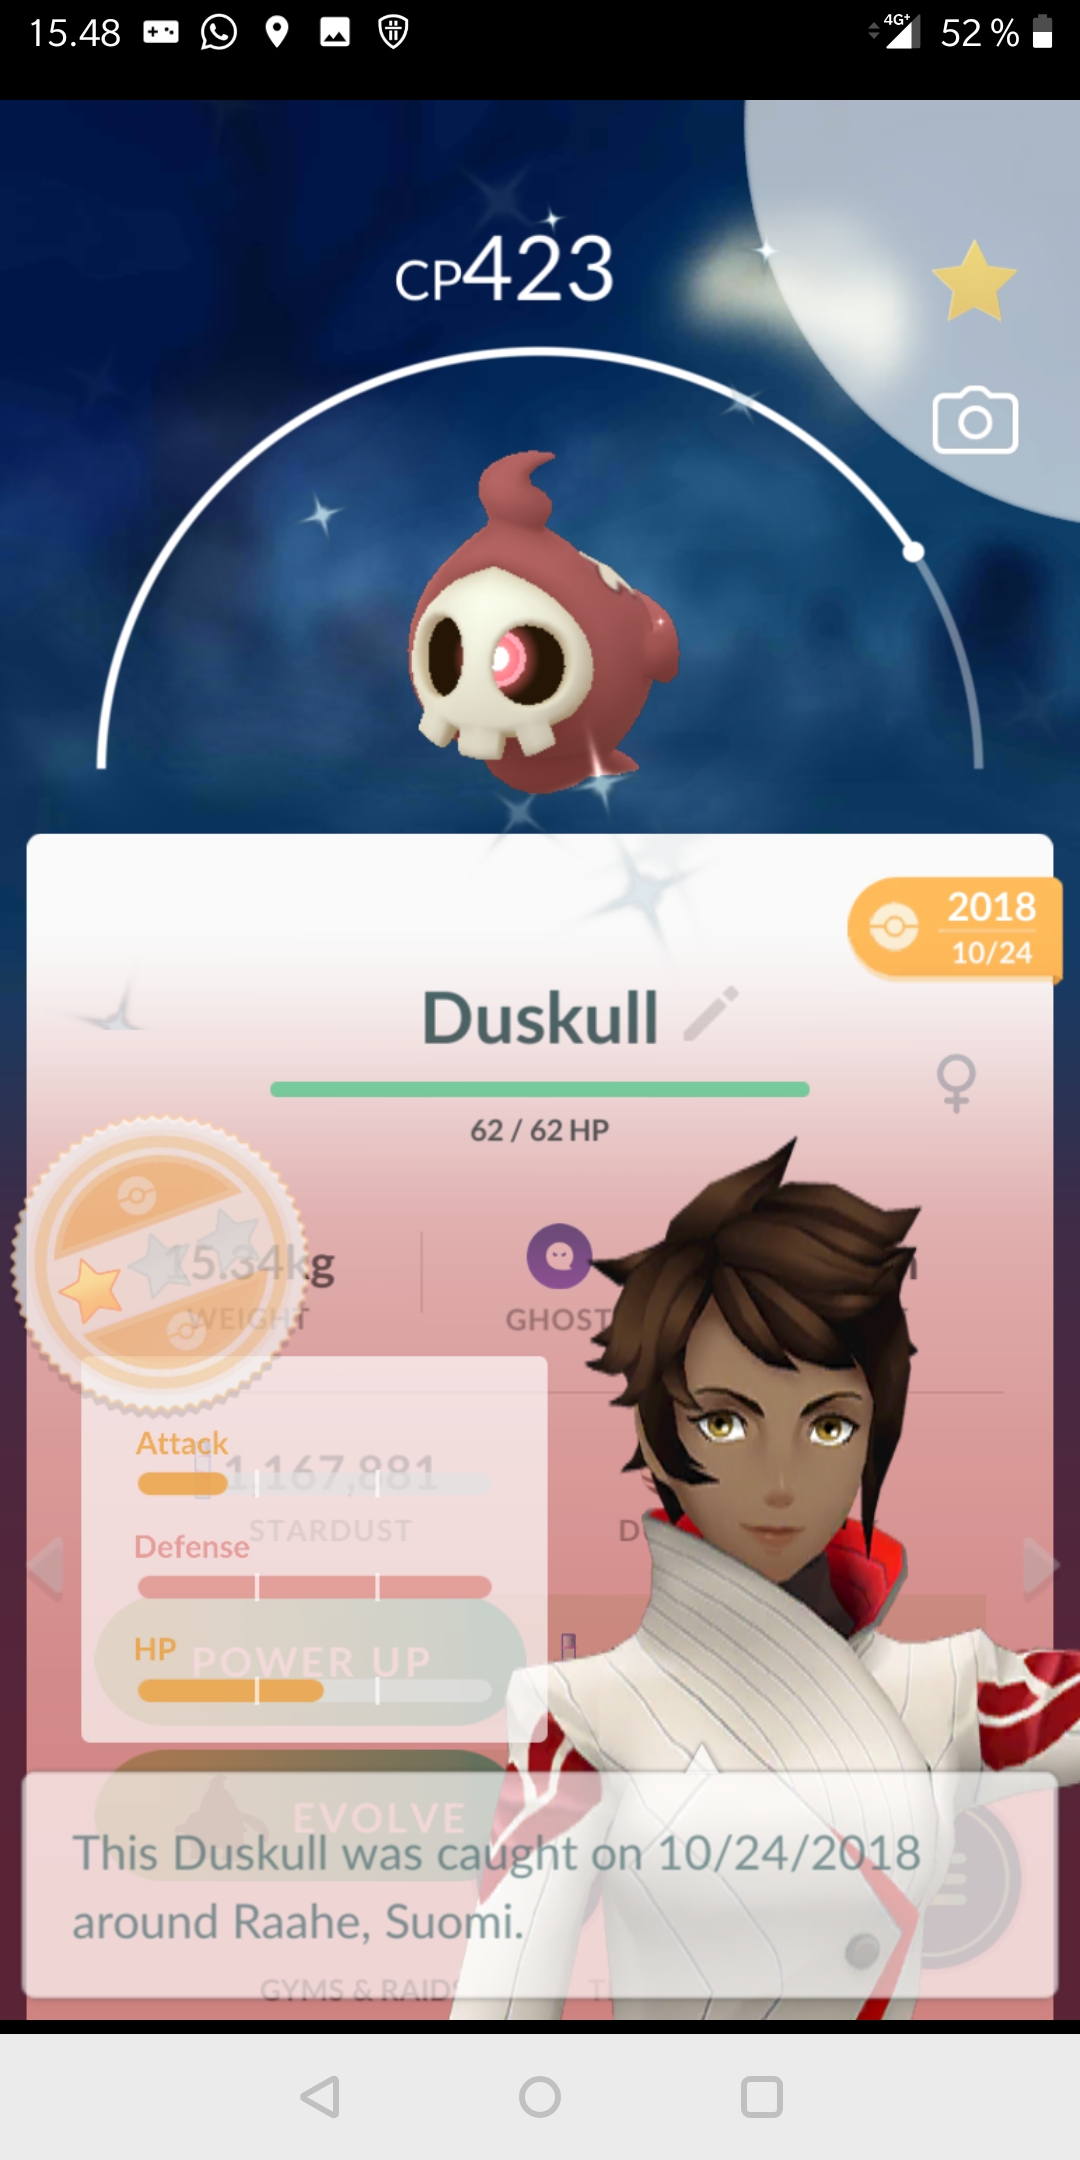 15.48
4G+ 52 %
CP423
2018
10/24
Duskull
62 / 62 HP
15.34kg
WEIGHT
GHOST
Attack
1,167,881
STARDUST
Defense
HP
POWER UP
EVOLVE
This Duskull was caught on 10/24/2018
around Raahe, Suomi.
GYMS & RAIDS